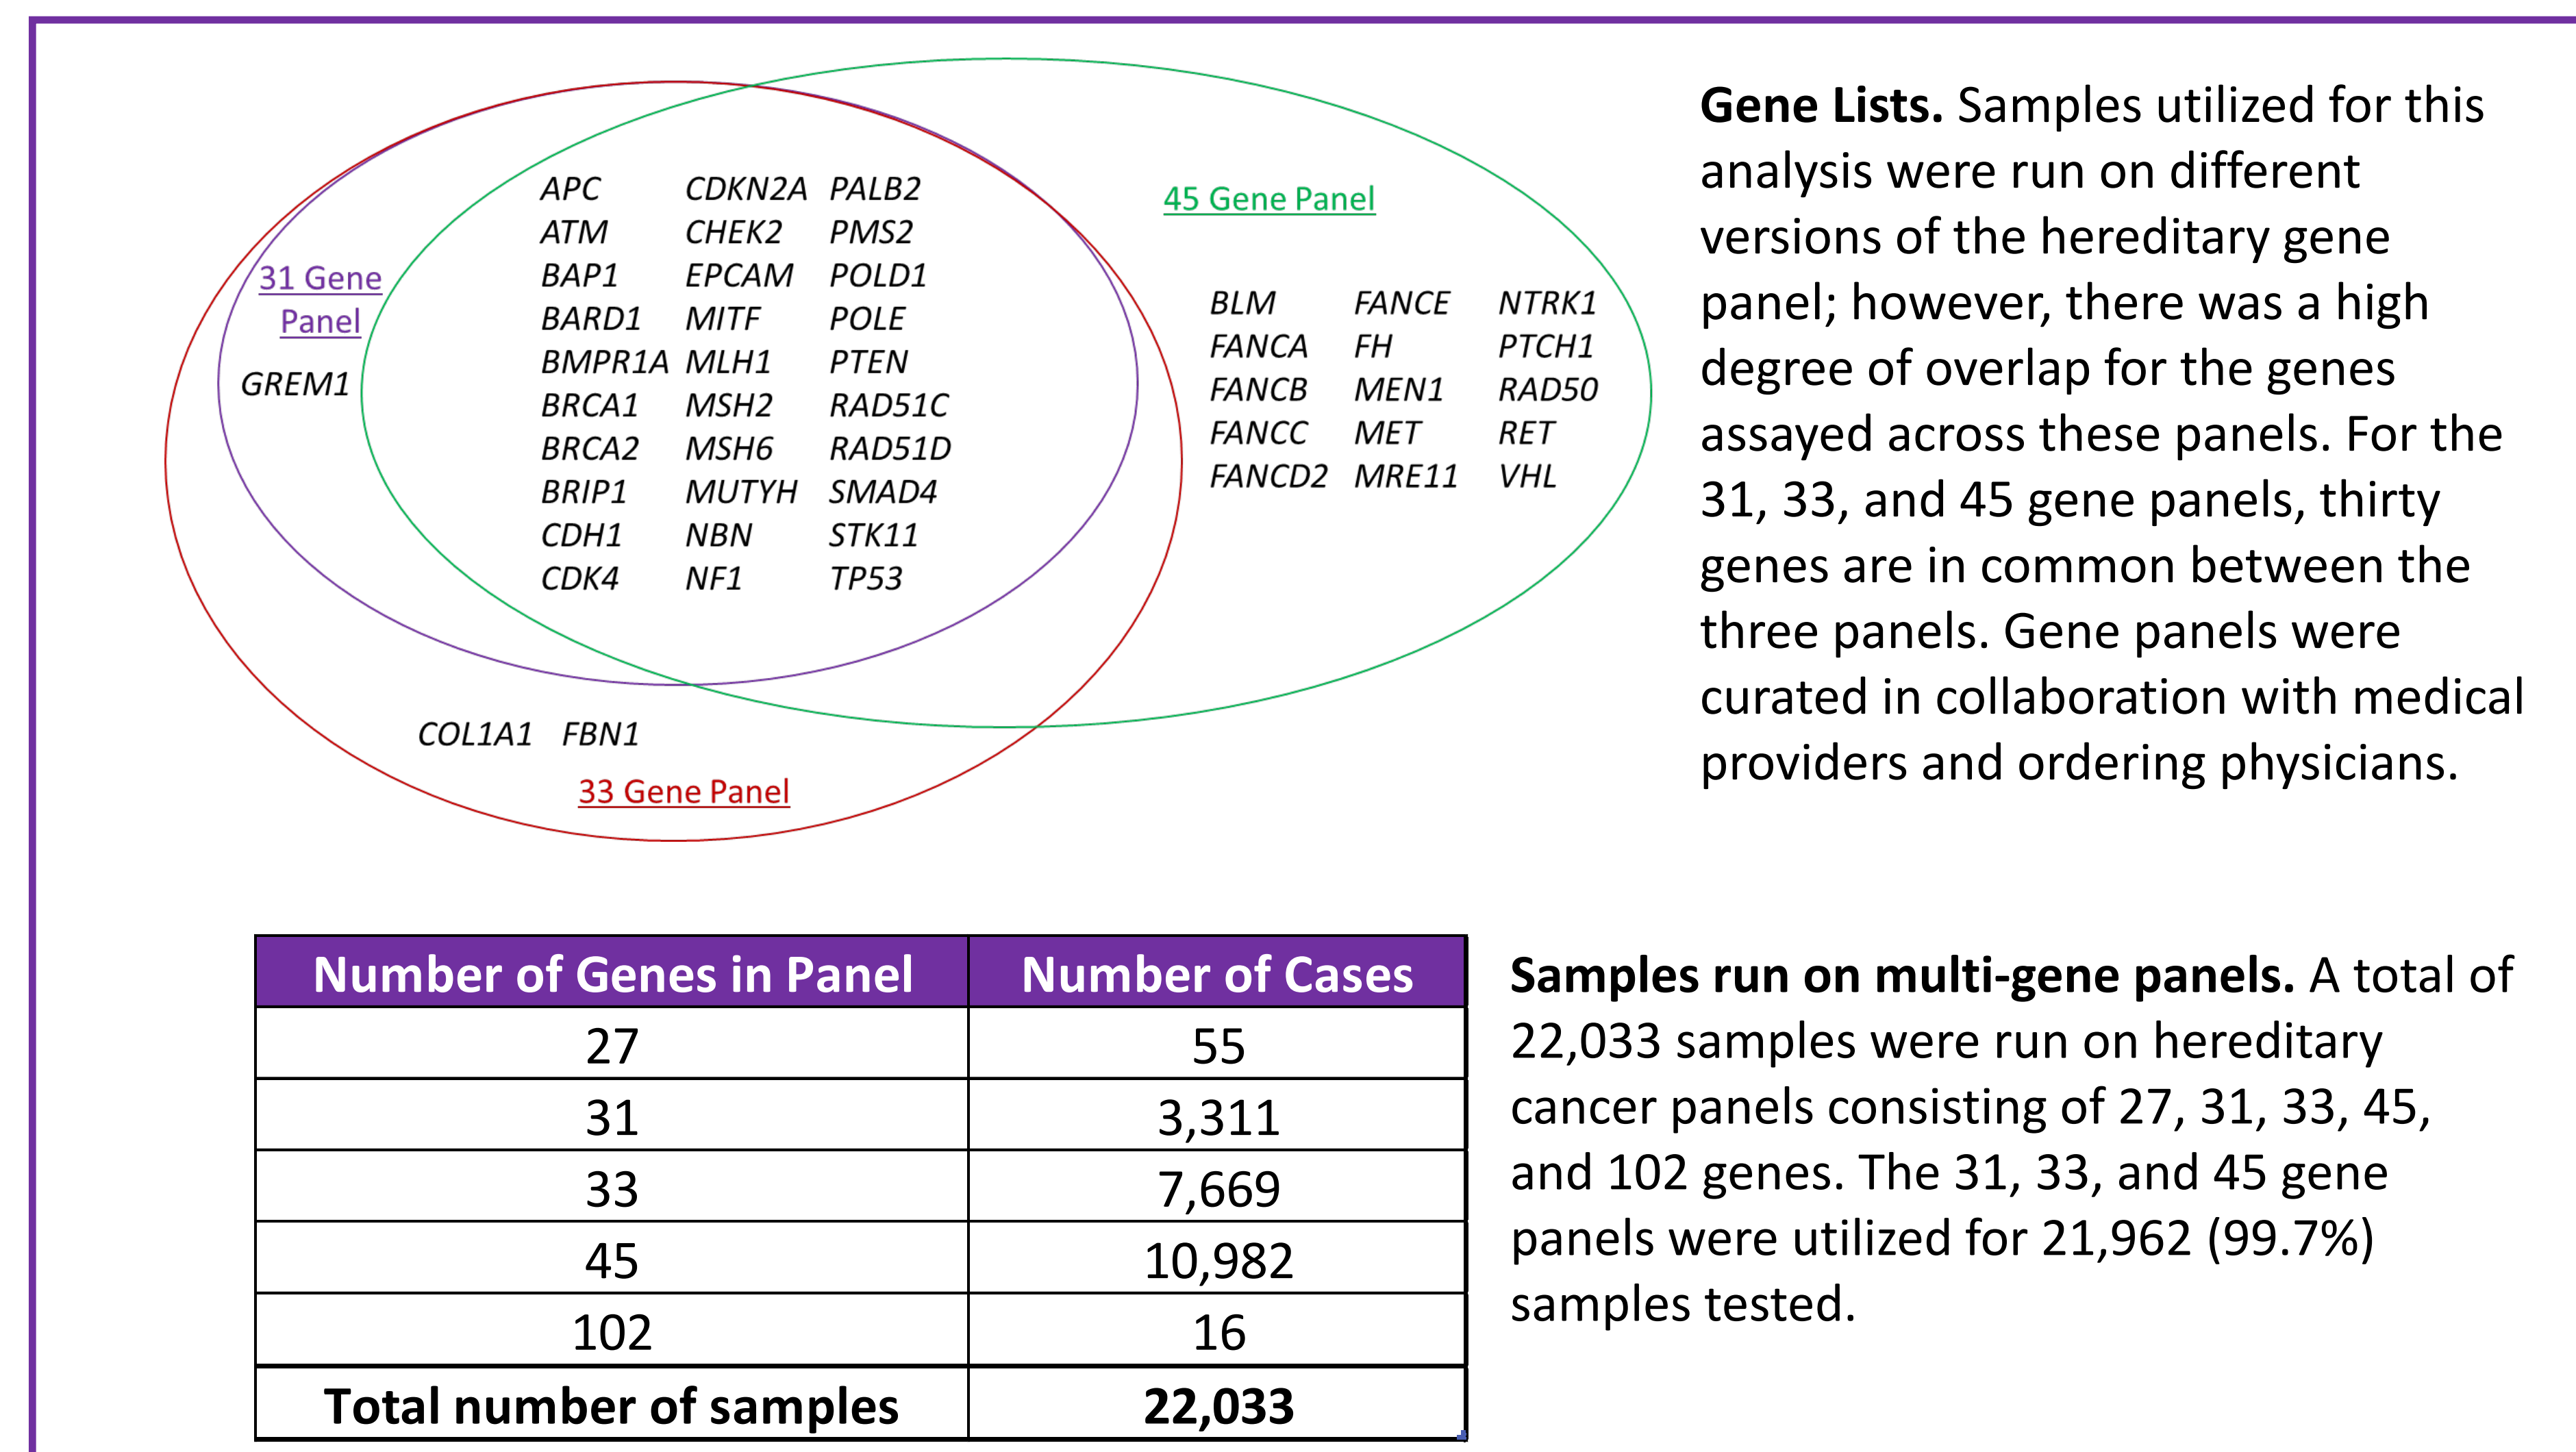 31 Gene
Panel
GREM1
APC CDKN2A PALB2
ATM CHEK2 PMS2
BAP1 EPCAM POLD1
BARD1 MITF POLE
BMPR1A MLH1 PTEN
BRCA1 MSH2 RAD51C
BRCA2 MSH6 RAD51D
BRIP1 MUTYH SMAD4
CDH1 NBN STK11
CDK4 NF1 TP53
45 Gene Panel
BLM FANCE NTRK1
FANCA FH PTCH1
FANCB MEN1 RAD50
FANCC MET RET
FANCD2 MRE11 VHL
COL1A1 FBN1
33 Gene Panel
Gene Lists. Samples utilized for this
analysis were run on different
versions of the hereditary gene
panel; however, there was a high
degree of overlap for the genes
assayed across these panels. For the
31, 33, and 45 gene panels, thirty
genes are in common between the
three panels. Gene panels were
curated in collaboration with medical
providers and ordering physicians.
Number of Genes in Panel Number of Cases
27 55
31 3,311
33 7,669
45 10,982
102 16
Total number of samples 22,033
Samples run on multi-gene panels. A total of
22,033 samples were run on hereditary
cancer panels consisting of 27, 31, 33, 45,
and 102 genes. The 31, 33, and 45 gene
panels were utilized for 21,962 (99.7%)
samples tested.